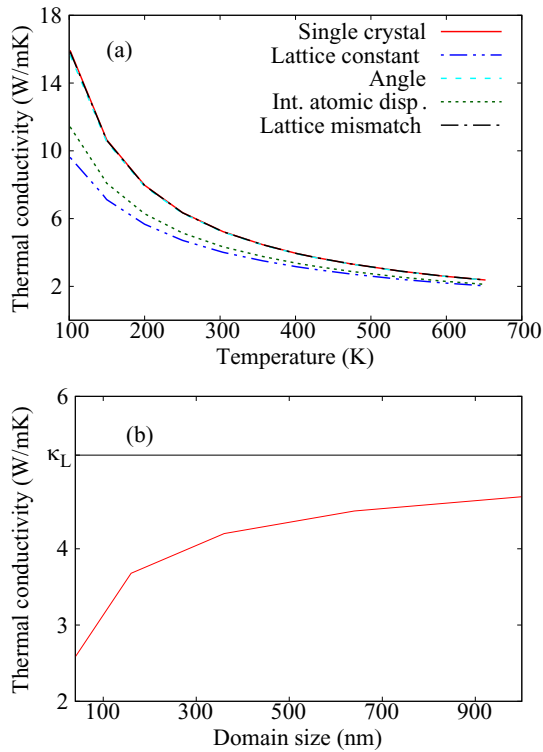 (a)
Single crystal
Lattice constant
Angle
Int. atomic disp.
Lattice mismatch
Thermal conductivity (W/mK)
18
14
10
6
2
100 200 300 400 500 600 700
Temperature (K)
(b)
Thermal conductivity (W/mK)
6
κL
4
3
2
100 300 500 700 900
Domain size (nm)